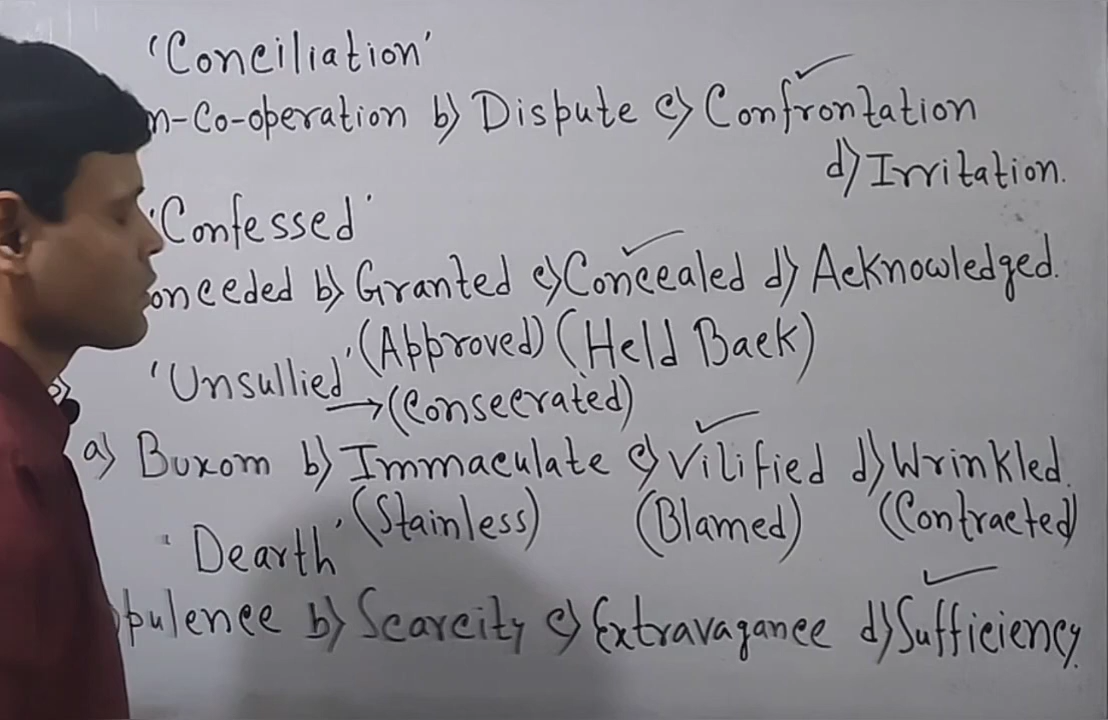 'Conciliation'
n-Co-operation b) Dispute c) Confrontation
d) Irritation.
'Confessed'
onceded b) Granted c) Concealed d) Acknowledged.
(Approved) (Held Back)
'Unsullied'
→(Consecrated)
a) Buxom b) Immaculate c) Vilified d) Wrinkled.
(Stainless) (Blamed) (Contracted)
'Dearth'
pulence b) Scarcity c) Extravagance d) Sufficiency.